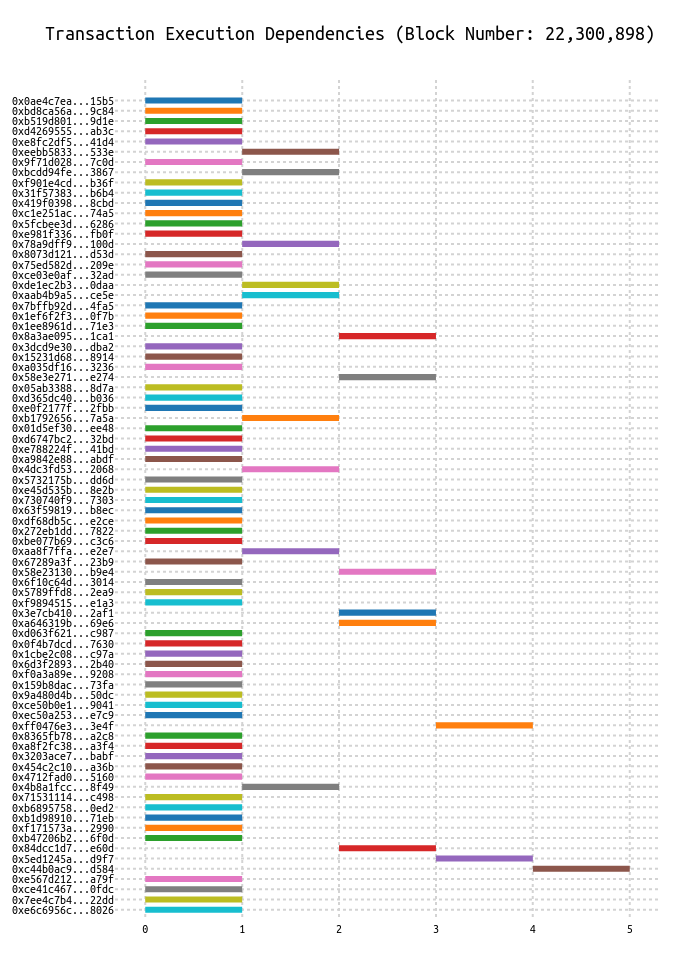 Transaction Execution Dependencies (Block Number: 22,300,898)
0x0ae4c7ea...15b5
0xbd8ca56a...9c84
0xb519d801...9d1e
0xd4269555...ab3c
0xe8fc2df5...41d4
0xeebb5833...533e
0x9f71d028...7c0d
0xbcdd94fe...3867
0xf901e4cd...b36f
0x31f57383...b6b4
0x419f0398...8cbd
0xc1e251ac...74a5
0x5fcbee3d...6286
0xe981f336...fb0f
0x78a9dff9...100d
0x8073d121...d53d
0x75ed582d...209e
0xce03e0af...32ad
0xde1ec2b3...0daa
0xaab4b9a5...ce5e
0x7bffb92d...4fa5
0x1ef6f2f3...0f7b
0x1ee8961d...71e3
0x8a3ae095...1ca1
0x3dcd9e30...dba2
0x15231d68...8914
0xa035df16...3236
0x58e3e271...e274
0x05ab3388...8d7a
0xd365dc40...b036
0xe0f2177f...2fbb
0xb1792656...7a5a
0x01d5ef30...ee48
0xd6747bc2...32bd
0xe788224f...41bd
0xa9842e88...abdf
0x4dc3fd53...2068
0x5732175b...dd6d
0xe45d535b...8e2b
0x730740f9...7303
0x63f59819...b8ec
0xdf68db5c...e2ce
0x272eb1dd...7822
0xbe077b69...c3c6
0xaa8f7ffa...e2e7
0x67289a3f...23b9
0x58e23130...b9e4
0x6f10c64d...3014
0x5789ffd8...2ea9
0xf9894515...e1a3
0x3e7cb410...2af1
0xa646319b...69e6
0xd063f621...c987
0x0f4b7dcd...7630
0x1cbe2c08...c97a
0x6d3f2893...2b40
0xf0a3a89e...9208
0x159b8dac...73fa
0x9a480d4b...50dc
0xce50b0e1...9041
0xec50a253...e7c9
0xff0476e3...3e4f
0x8365fb78...a2c8
0xa8f2fc38...a3f4
0x3203ace7...babf
0x454c2c10...a36b
0x4712fad0...5160
0x4b8a1fcc...8f49
0x71531114...c498
0xb6895758...0ed2
0xb1d98910...71eb
0xf171573a...2990
0xb47206b2...6f0d
0x84dcc1d7...e60d
0x5ed1245a...d9f7
0xc44b0ac9...d584
0xe567d212...a79f
0xce41c467...0fdc
0x7ee4c7b4...22dd
0xe6c6956c...8026
0 1 2 3 4 5